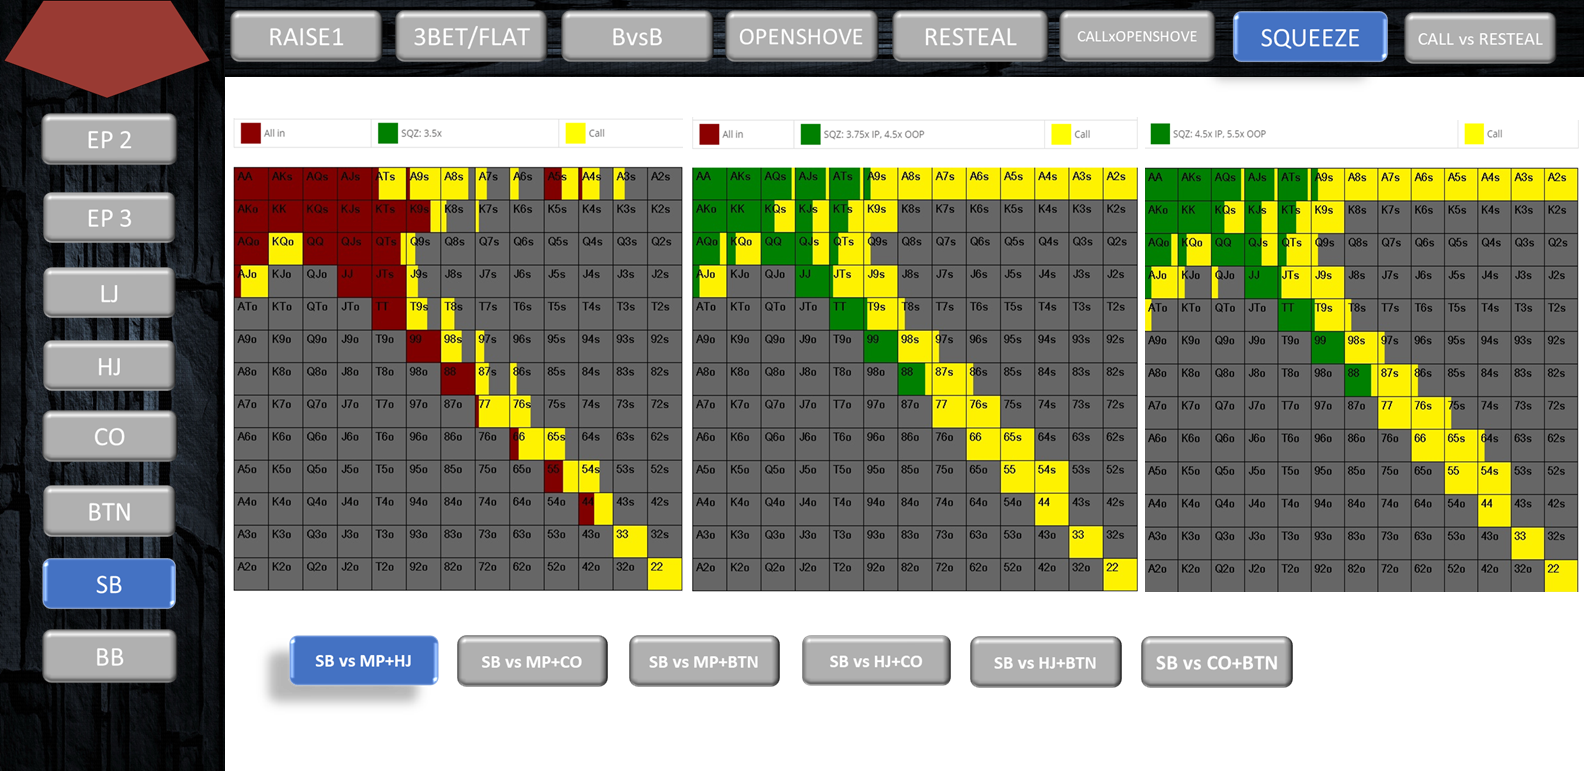 RAISE1 3BET/FLAT BvsB OPENSHOVE RESTEAL CALLxOPENSHOVE SQUEEZE CALL vs RESTEAL
EP 2
EP 3
LJ
HJ
CO
BTN
SB
BB
All in SQZ: 3.5x Call
AA AKs AQs AJs ATs A9s A8s A7s A6s A5s A4s A3s A2s
AKo KK KQs KJs KTs K9s K8s K7s K6s K5s K4s K3s K2s
AQo KQo QQ QJs QTs Q9s Q8s Q7s Q6s Q5s Q4s Q3s Q2s
AJo KJo QJo JJ JTs J9s J8s J7s J6s J5s J4s J3s J2s
ATo KTo QTo JTo TT T9s T8s T7s T6s T5s T4s T3s T2s
A9o K9o Q9o J9o T9o 99 98s 97s 96s 95s 94s 93s 92s
A8o K8o Q8o J8o T8o 98o 88 87s 86s 85s 84s 83s 82s
A7o K7o Q7o J7o T7o 97o 87o 77 76s 75s 74s 73s 72s
A6o K6o Q6o J6o T6o 96o 86o 76o 66 65s 64s 63s 62s
A5o K5o Q5o J5o T5o 95o 85o 75o 65o 55 54s 53s 52s
A4o K4o Q4o J4o T4o 94o 84o 74o 64o 54o 44 43s 42s
A3o K3o Q3o J3o T3o 93o 83o 73o 63o 53o 43o 33 32s
A2o K2o Q2o J2o T2o 92o 82o 72o 62o 52o 42o 32o 22
All in SQZ: 3.75x IP, 4.5x OOP Call
AA AKs AQs AJs ATs A9s A8s A7s A6s A5s A4s A3s A2s
AKo KK KQs KJs KTs K9s K8s K7s K6s K5s K4s K3s K2s
AQo KQo QQ QJs QTs Q9s Q8s Q7s Q6s Q5s Q4s Q3s Q2s
AJo KJo QJo JJ JTs J9s J8s J7s J6s J5s J4s J3s J2s
ATo KTo QTo JTo TT T9s T8s T7s T6s T5s T4s T3s T2s
A9o K9o Q9o J9o T9o 99 98s 97s 96s 95s 94s 93s 92s
A8o K8o Q8o J8o T8o 98o 88 87s 86s 85s 84s 83s 82s
A7o K7o Q7o J7o T7o 97o 87o 77 76s 75s 74s 73s 72s
A6o K6o Q6o J6o T6o 96o 86o 76o 66 65s 64s 63s 62s
A5o K5o Q5o J5o T5o 95o 85o 75o 65o 55 54s 53s 52s
A4o K4o Q4o J4o T4o 94o 84o 74o 64o 54o 44 43s 42s
A3o K3o Q3o J3o T3o 93o 83o 73o 63o 53o 43o 33 32s
A2o K2o Q2o J2o T2o 92o 82o 72o 62o 52o 42o 32o 22
SQZ: 4.5x IP, 5.5x OOP Call
AA AKs AQs AJs ATs A9s A8s A7s A6s A5s A4s A3s A2s
AKo KK KQs KJs KTs K9s K8s K7s K6s K5s K4s K3s K2s
AQo KQo QQ QJs QTs Q9s Q8s Q7s Q6s Q5s Q4s Q3s Q2s
AJo KJo QJo JJ JTs J9s J8s J7s J6s J5s J4s J3s J2s
ATo KTo QTo JTo TT T9s T8s T7s T6s T5s T4s T3s T2s
A9o K9o Q9o J9o T9o 99 98s 97s 96s 95s 94s 93s 92s
A8o K8o Q8o J8o T8o 98o 88 87s 86s 85s 84s 83s 82s
A7o K7o Q7o J7o T7o 97o 87o 77 76s 75s 74s 73s 72s
A6o K6o Q6o J6o T6o 96o 86o 76o 66 65s 64s 63s 62s
A5o K5o Q5o J5o T5o 95o 85o 75o 65o 55 54s 53s 52s
A4o K4o Q4o J4o T4o 94o 84o 74o 64o 54o 44 43s 42s
A3o K3o Q3o J3o T3o 93o 83o 73o 63o 53o 43o 33 32s
A2o K2o Q2o J2o T2o 92o 82o 72o 62o 52o 42o 32o 22
SB vs MP+HJ SB vs MP+CO SB vs MP+BTN SB vs HJ+CO SB vs HJ+BTN SB vs CO+BTN